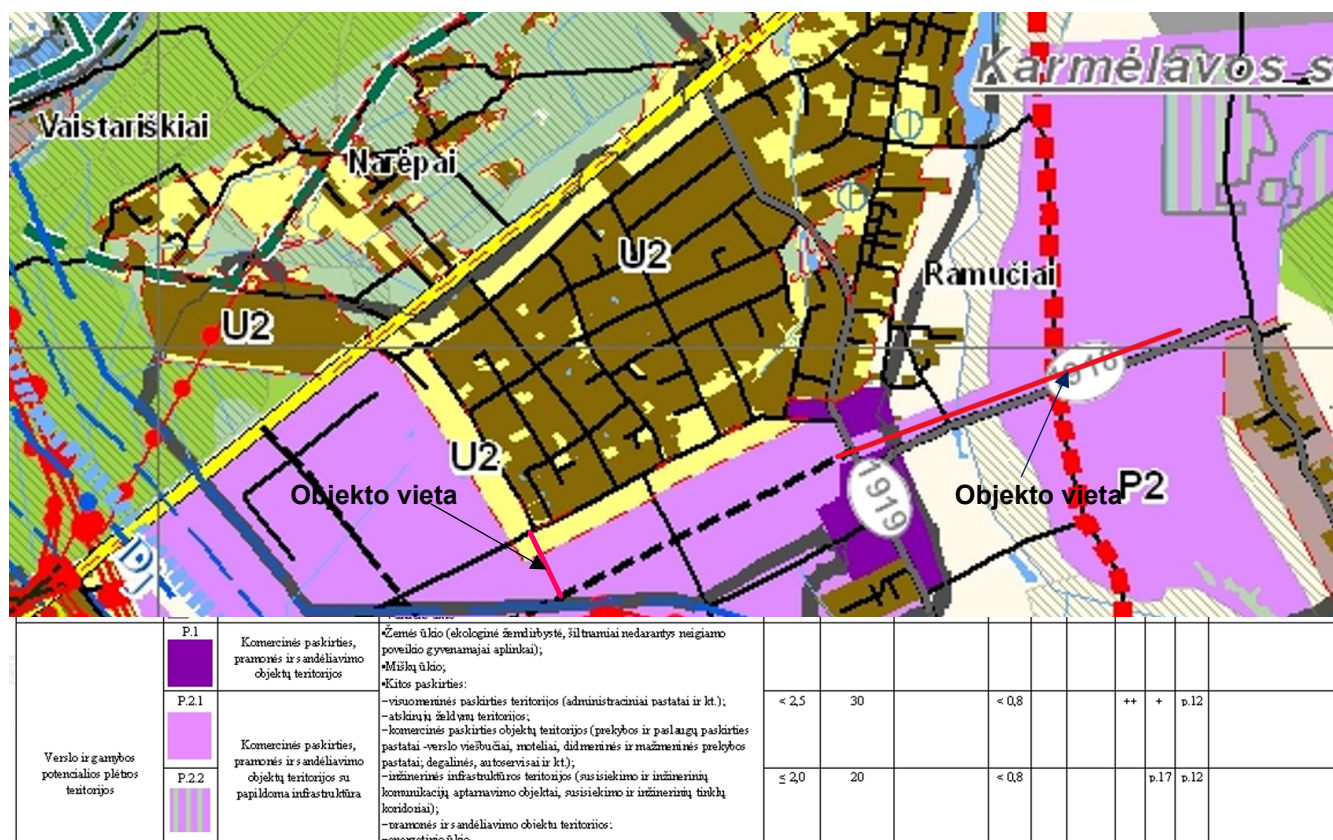 Karmėlavos s
Vaistariškiai
Narėpai
U2
Ramučiai
U2
1918
U2
Objekto vieta
1919
Objekto vieta
P2
P.1
Komercinės paskirties,
pramonės ir sandėliavimo
objektų teritorijos
•Žemės ūkio (ekologinė žemdirbystė, šiltnamiai nedarantys neigiamo
poveikio gyvenamajai aplinkai);
•Miškų ūkio;
•Kitos paskirties:
Verslo ir gamybos
potencialios plėtros
teritorijos
P.2.1
P.2.2
Komercinės paskirties,
pramonės ir sandėliavimo
objektų teritorijos su
papildoma infrastruktūra
–visuomeninės paskirties teritorijos (administraciniai pastatai ir kt.);
–atskirųjų želdynų teritorijos;
–komercinės paskirties objektų teritorijos (prekybos ir paslaugų paskirties
pastatai -verslo viešbučiai, moteliai, didmeninės ir mažmeninės prekybos
pastatai; degalinės, autoservisai ir kt.);
–inžinerinės infrastruktūros teritorijos (susisiekimo ir inžinerinių
komunikacijų aptarnavimo objektai, susisiekimo ir inžinerinių tinklų
koridoriai);
–pramonės ir sandėliavimo objektų teritorijos;
–energetinio ūkio
< 2,5 30 < 0,8 ++ + p.12
≤ 2,0 20 < 0,8 p.17 p.12